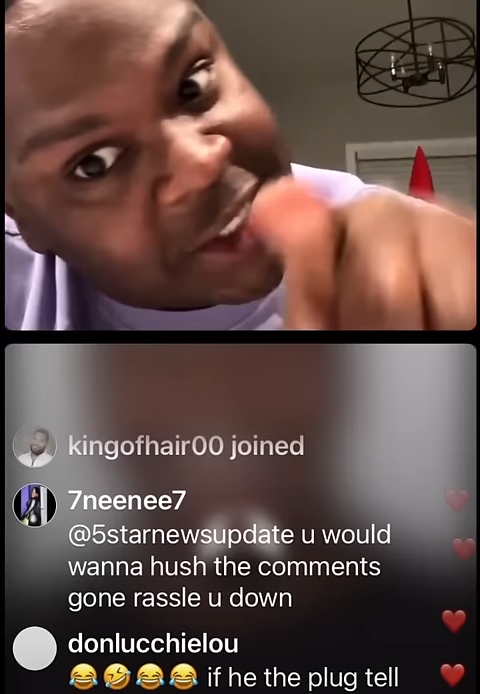 kingofhair00 joined
7neenee7
@5starnewsupdate u would
wanna hush the comments
gone rassle u down
donlucchielou
😂🤣😂😂 if he the plug tell